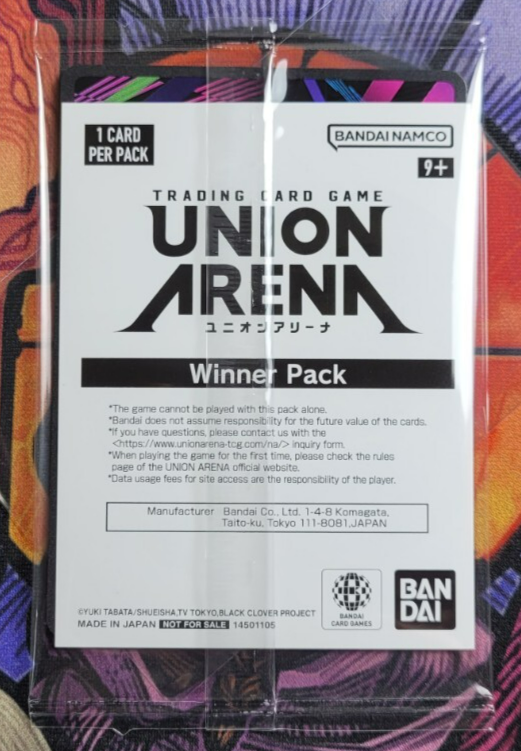 1 CARD
PER PACK
BANDAI NAMCO
9+
TRADING CARD GAME
UNION
ARENA
ユニオンアリーナ
Winner Pack
*The game cannot be played with this pack alone.
*Bandai does not assume responsibility for the future value of the cards.
*If you have questions, please contact us with the
<https://www.unionarena-tcg.com/na/> inquiry form.
*When playing the game for the first time, please check the rules
page of the UNION ARENA official website.
*Data usage fees for site access are the responsibility of the player.
Manufacturer Bandai Co., Ltd. 1-4-8 Komagata,
Taito-ku, Tokyo 111-8081,JAPAN
BANDAI
CARD GAMES
BAN
DAI
©YUKI TABATA/SHUEISHA,TV TOKYO,BLACK CLOVER PROJECT
MADE IN JAPAN NOT FOR SALE 14501105